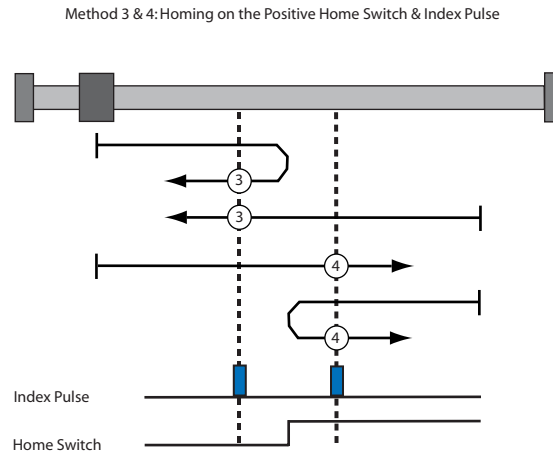 Method 3 & 4: Homing on the Positive Home Switch & Index Pulse
3
3
4
4
Index Pulse
Home Switch